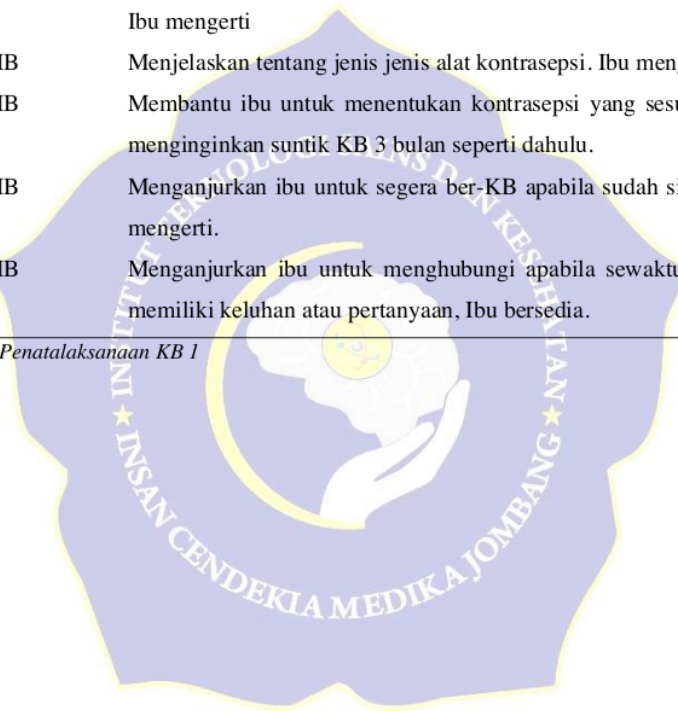 Ibu mengerti
IB Menjelaskan tentang jenis jenis alat kontrasepsi. Ibu meng
IB Membantu ibu untuk menentukan kontrasepsi yang sesu
menginginkan suntik KB 3 bulan seperti dahulu.
IB Menganjurkan ibu untuk segera ber-KB apabila sudah si
mengerti.
IB Menganjurkan ibu untuk menghubungi apabila sewaktu
memiliki keluhan atau pertanyaan, Ibu bersedia.
Penatalaksanaan KB 1
INSTITUT TEKNOLOGI SAINS DAN KESEHATAN
INSAN CENDEKIA MEDIKA JOMBANG